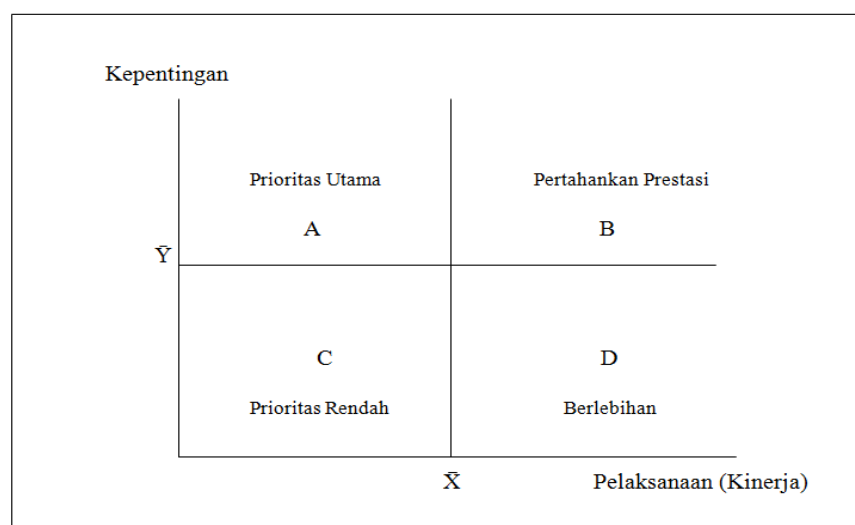 Kepentingan
Prioritas Utama
Pertahankan Prestasi
A
B
Ȳ
C
D
Prioritas Rendah
Berlebihan
X̄
Pelaksanaan (Kinerja)